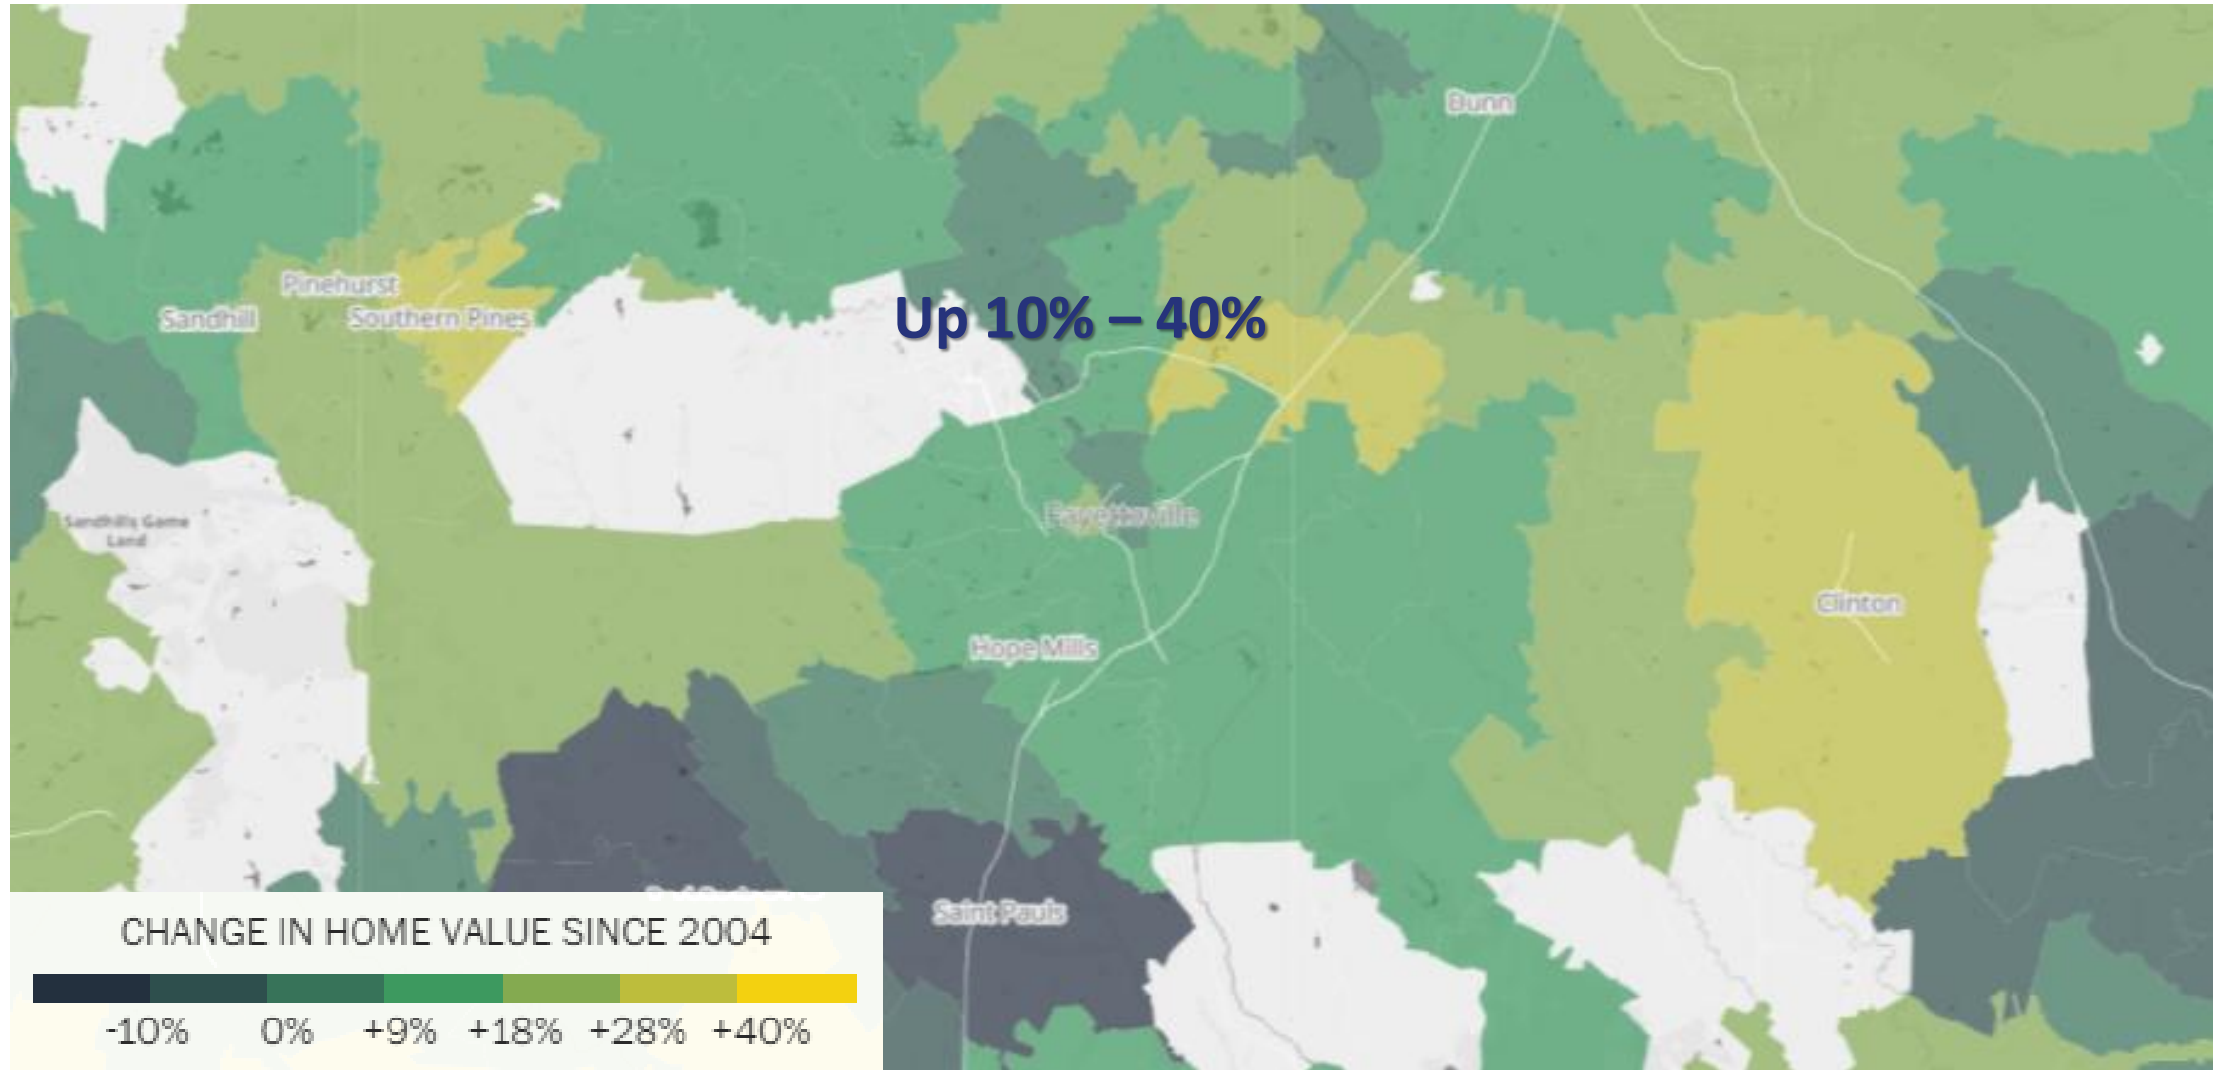 Dunn
Pinehurst
Sandhill
Southern Pines
Up 10% – 40%
Sandhills Game
Land
Fayetteville
Clinton
Hope Mills
Saint Pauls
CHANGE IN HOME VALUE SINCE 2004
-10% 0% +9% +18% +28% +40%